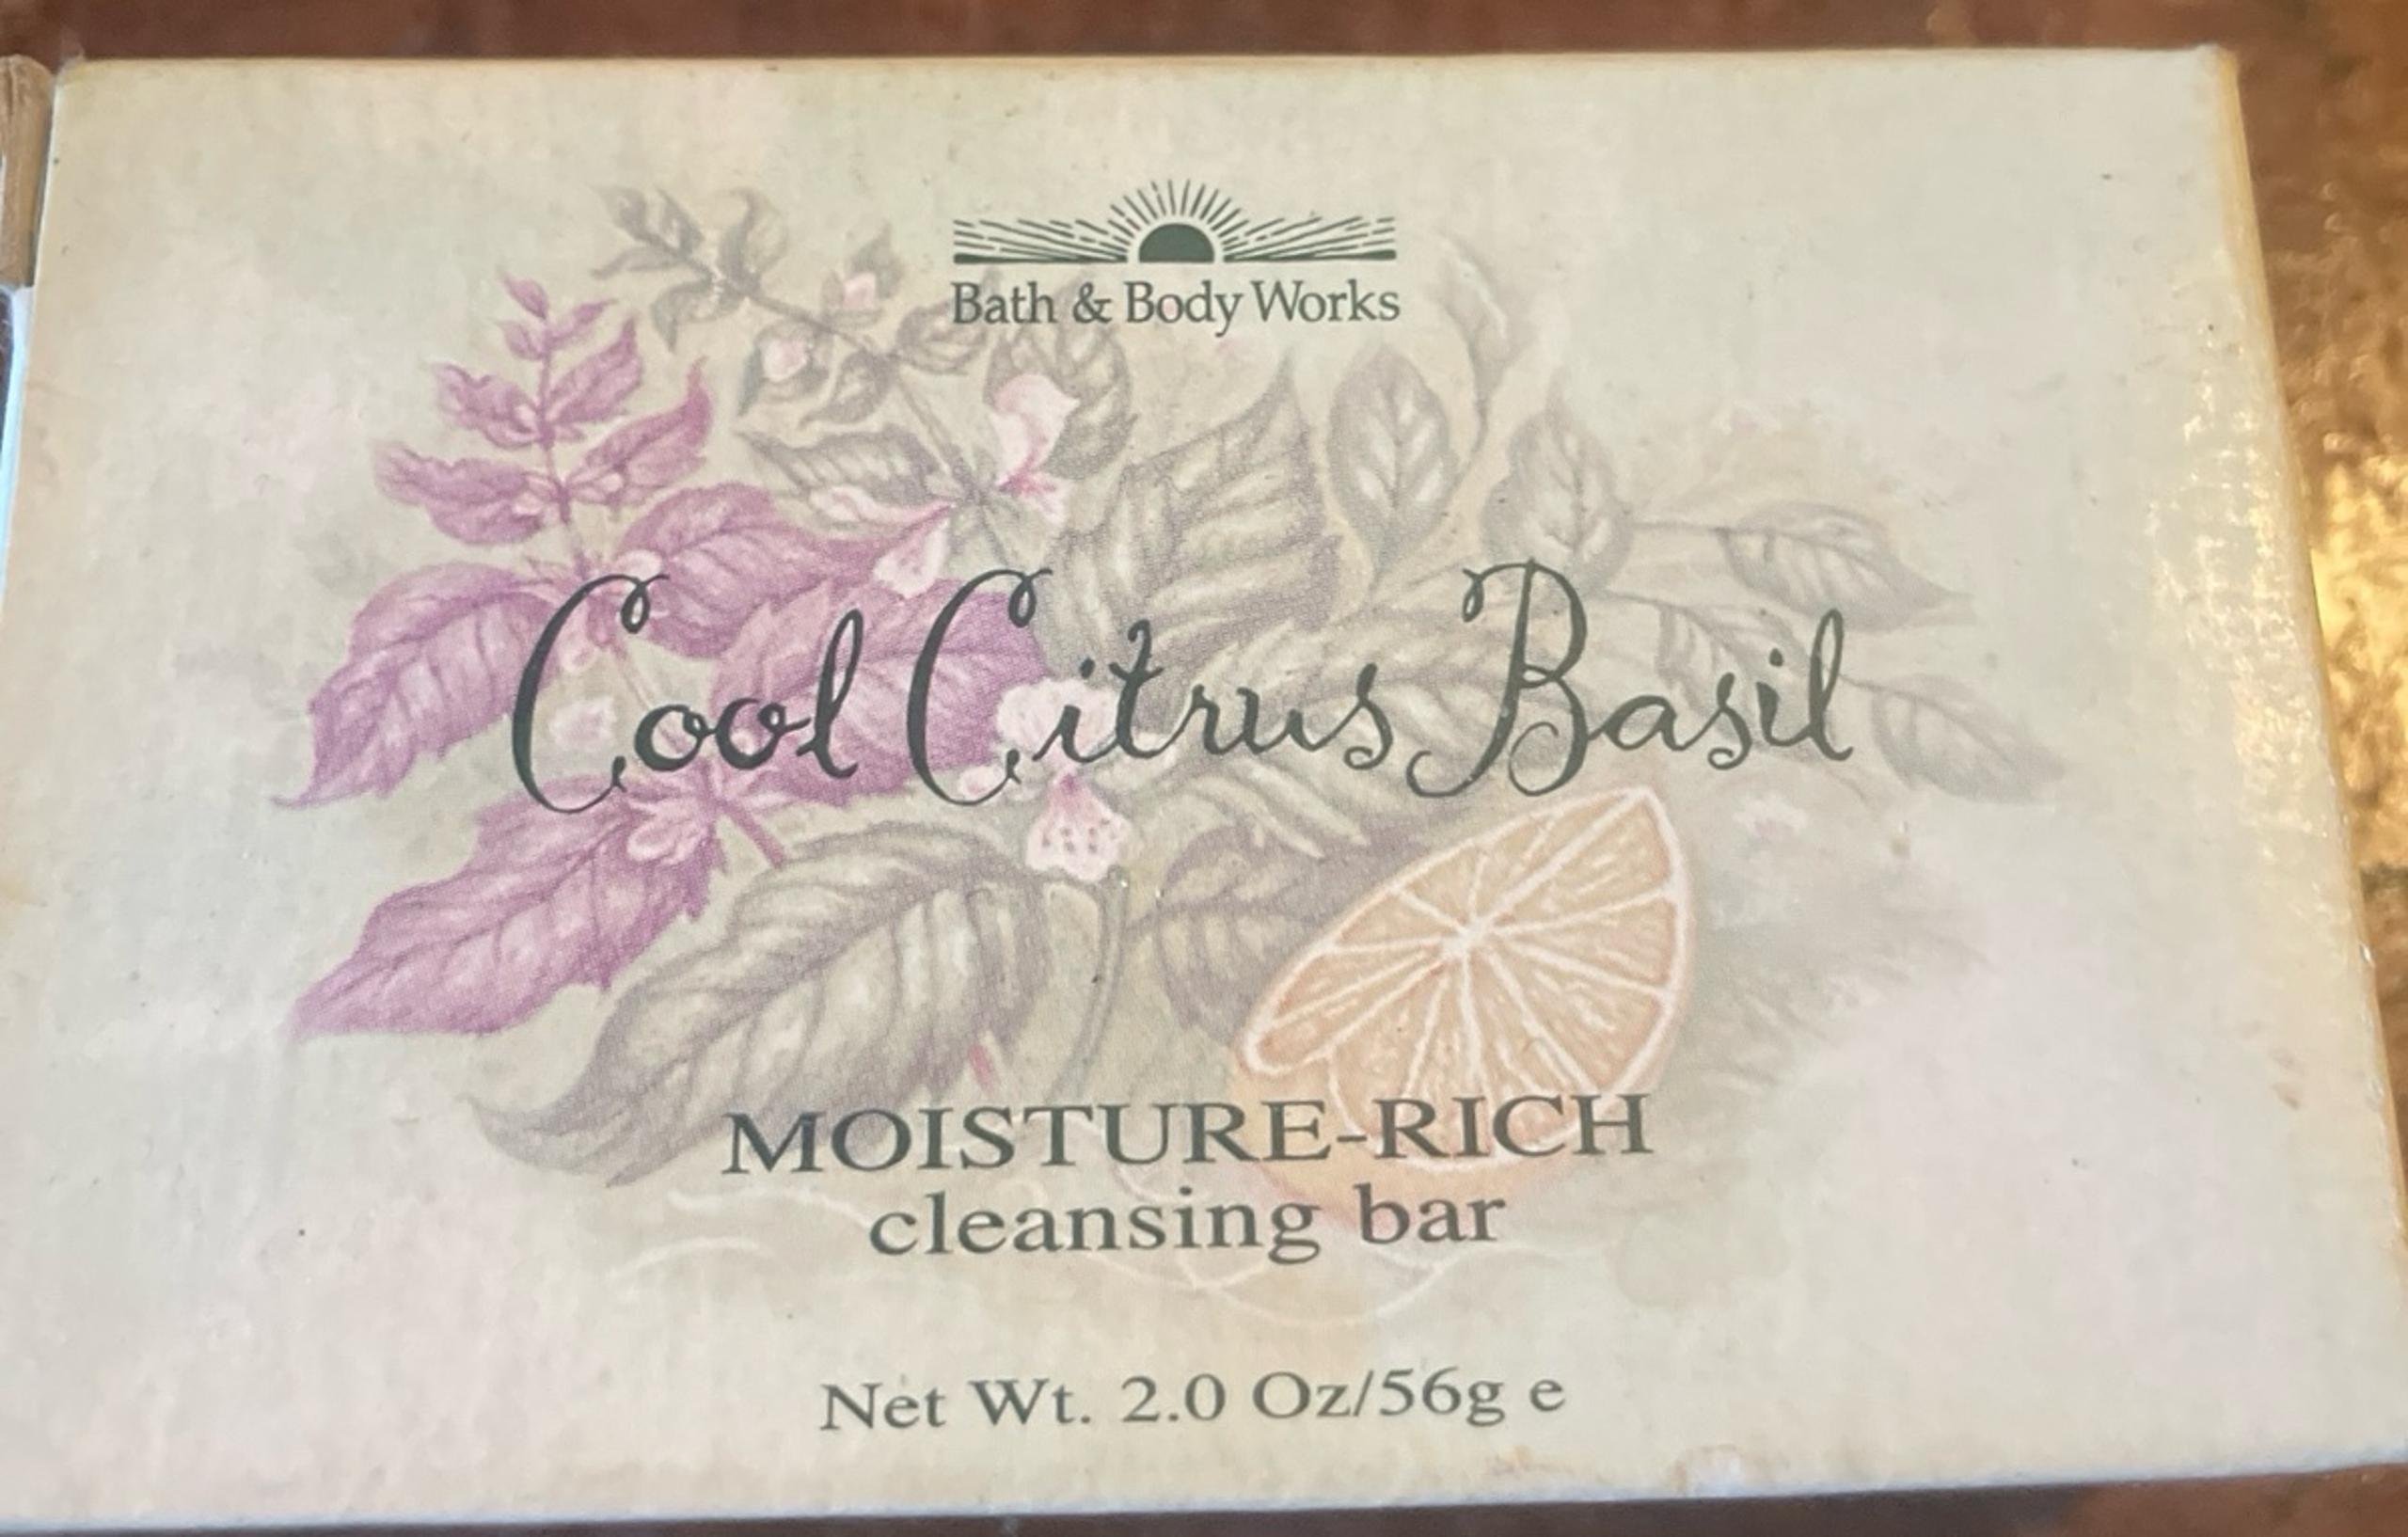 Bath & Body Works
Cool Citrus Basil
MOISTURE-RICH
cleansing bar
Net Wt. 2.0 Oz/56g e